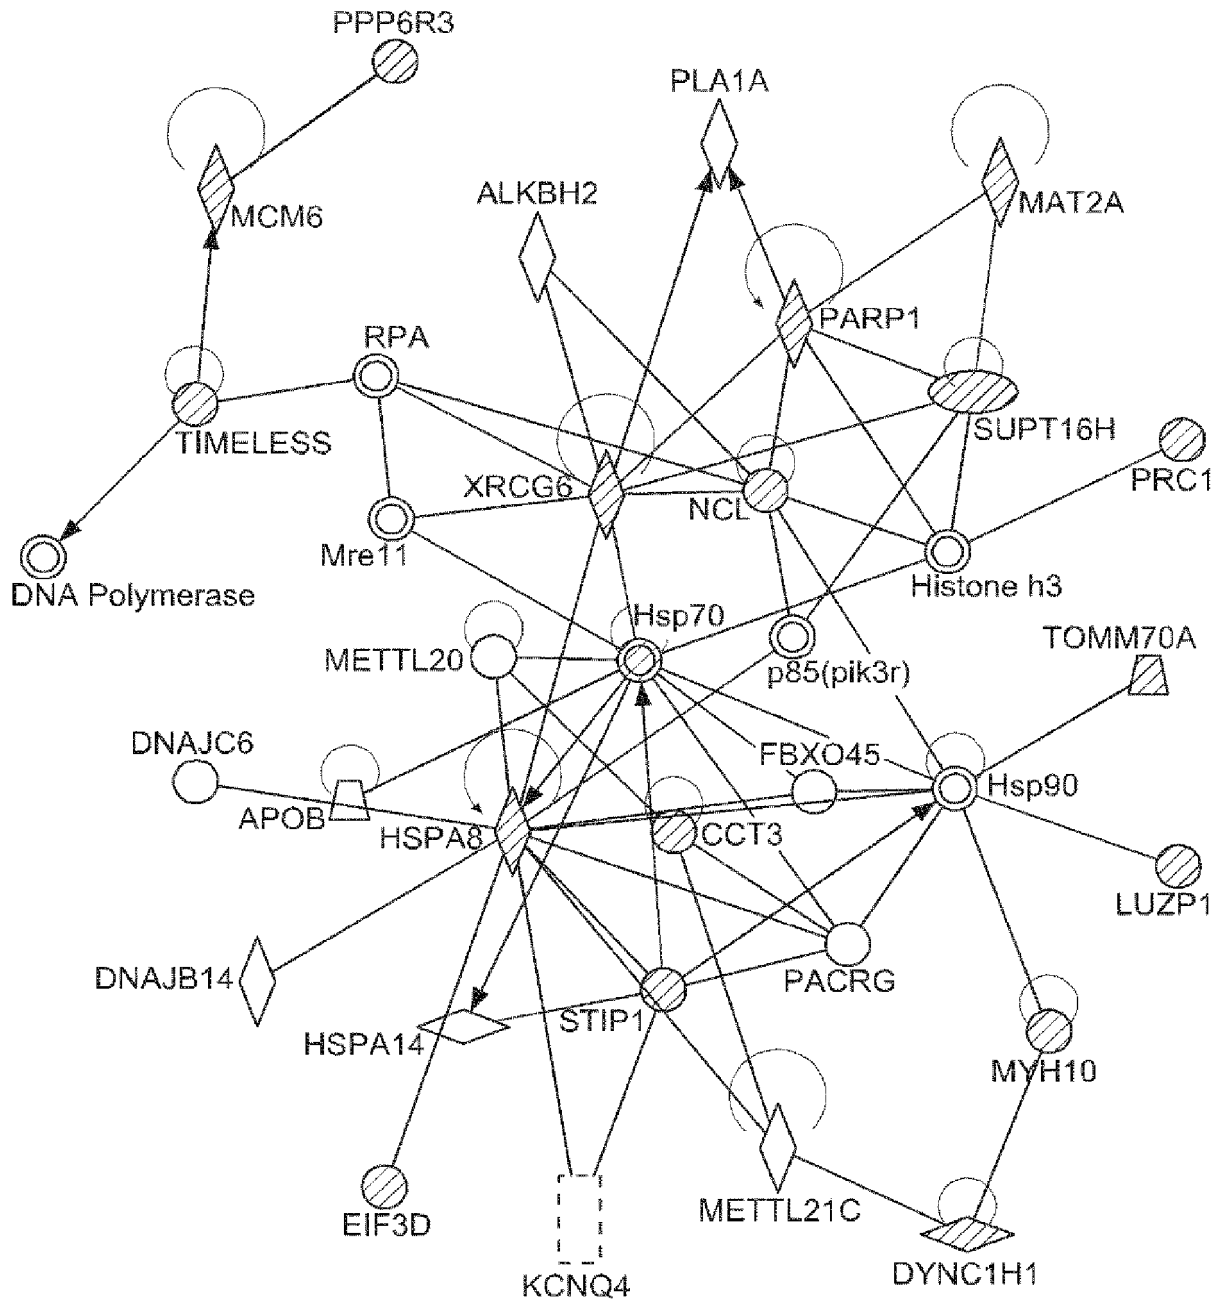 PPP6R3
PLA1A
MCM6
ALKBH2
MAT2A
PARP1
RPA
TIMELESS
SUPT16H
XRCG6
NCL
PRC1
Mre11
DNA Polymerase
Histone h3
Hsp70
METTL20
p85(pik3r)
TOMM70A
DNAJC6
FBXO45
Hsp90
APOB
HSPA8
CCT3
LUZP1
DNAJB14
PACRG
STIP1
HSPA14
MYH10
METTL21C
EIF3D
DYNC1H1
KCNQ4